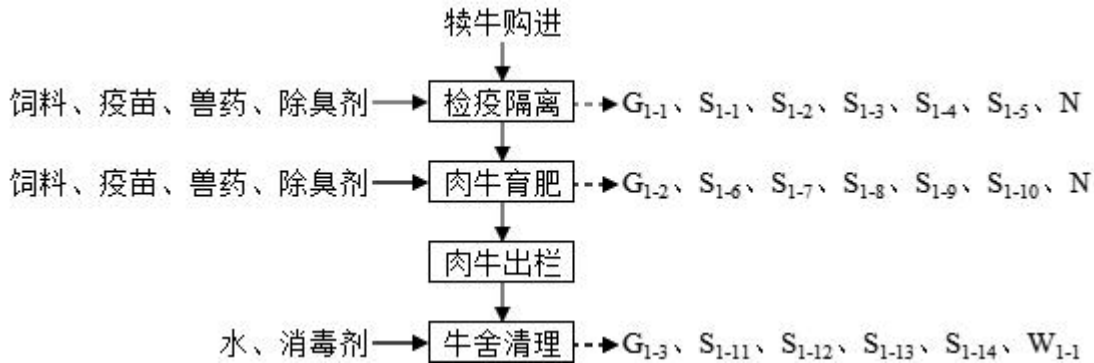 犊牛购进
饲料、疫苗、兽药、除臭剂 检疫隔离 G1-1、S1-1、S1-2、S1-3、S1-4、S1-5、N
饲料、疫苗、兽药、除臭剂 肉牛育肥 G1-2、S1-6、S1-7、S1-8、S1-9、S1-10、N
肉牛出栏
水、消毒剂 牛舍清理 G1-3、S1-11、S1-12、S1-13、S1-14、W1-1